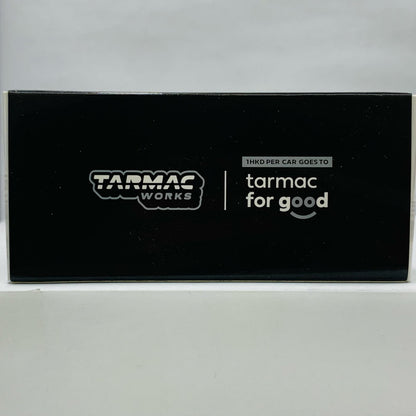 TARMAC
WORKS
1HKD PER CAR GOES TO
tarmac
for good